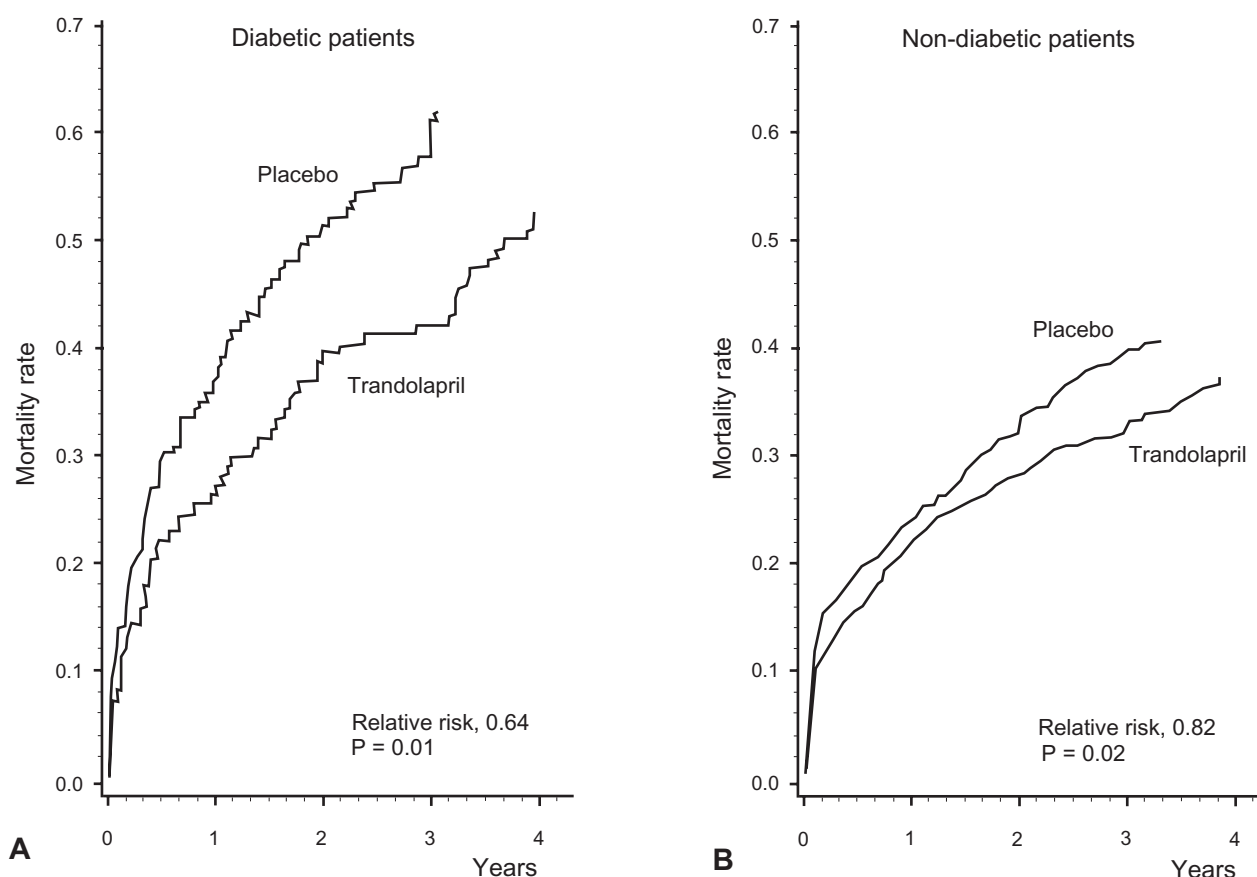 Diabetic patients
Mortality rate
0.7
0.6
0.5
0.4
0.3
0.2
0.1
0.0
Placebo
Trandolapril
Relative risk, 0.64
P = 0.01
0 1 2 3 4
Years
A
Non-diabetic patients
Mortality rate
0.7
0.6
0.5
0.4
0.3
0.2
0.1
0.0
Placebo
Trandolapril
Relative risk, 0.82
P = 0.02
0 1 2 3 4
Years
B